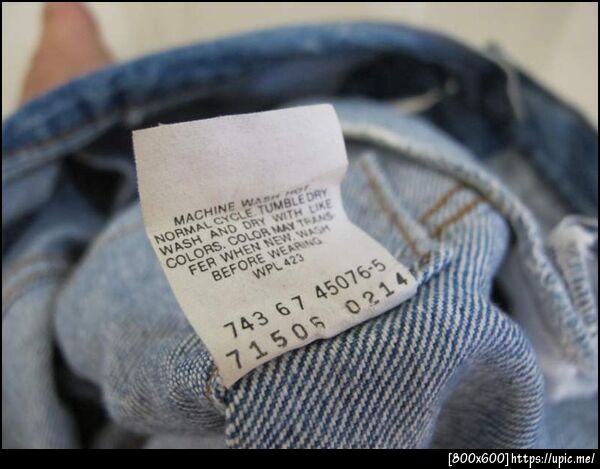 MACHINE WASH HOT
NORMAL CYCLE. TUMBLE DRY
WASH AND DRY WITH LIKE
COLORS. COLOR MAY TRANS
FER WHEN NEW. WASH
BEFORE WEARING
WPL 423
743 67 45076-5
71506 0214
[800x600]https://upic.me/